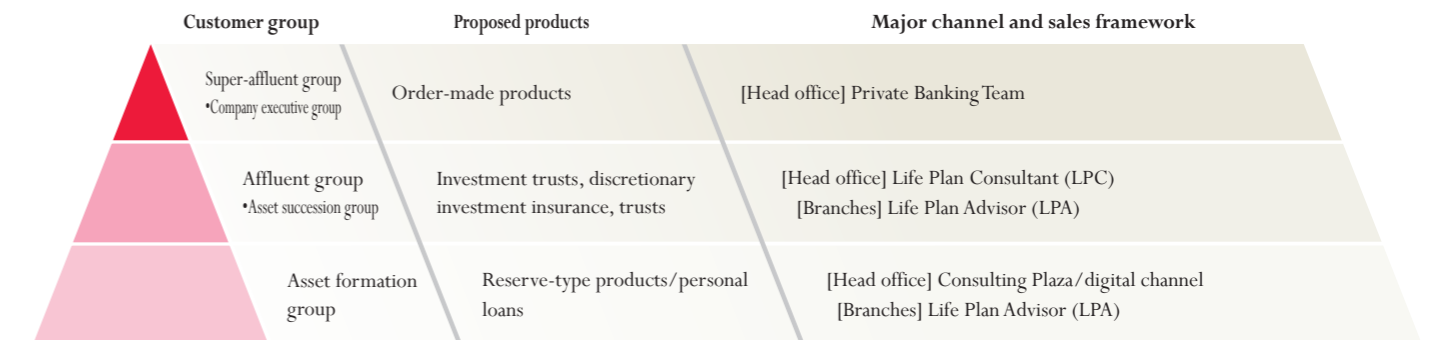 Customer group
Proposed products
Major channel and sales framework
Super-affluent group
•Company executive group
Order-made products
[Head office] Private Banking Team
Affluent group
•Asset succession group
Investment trusts, discretionary
investment insurance, trusts
[Head office] Life Plan Consultant (LPC)
[Branches] Life Plan Advisor (LPA)
Asset formation
group
Reserve-type products/personal
loans
[Head office] Consulting Plaza/digital channel
[Branches] Life Plan Advisor (LPA)